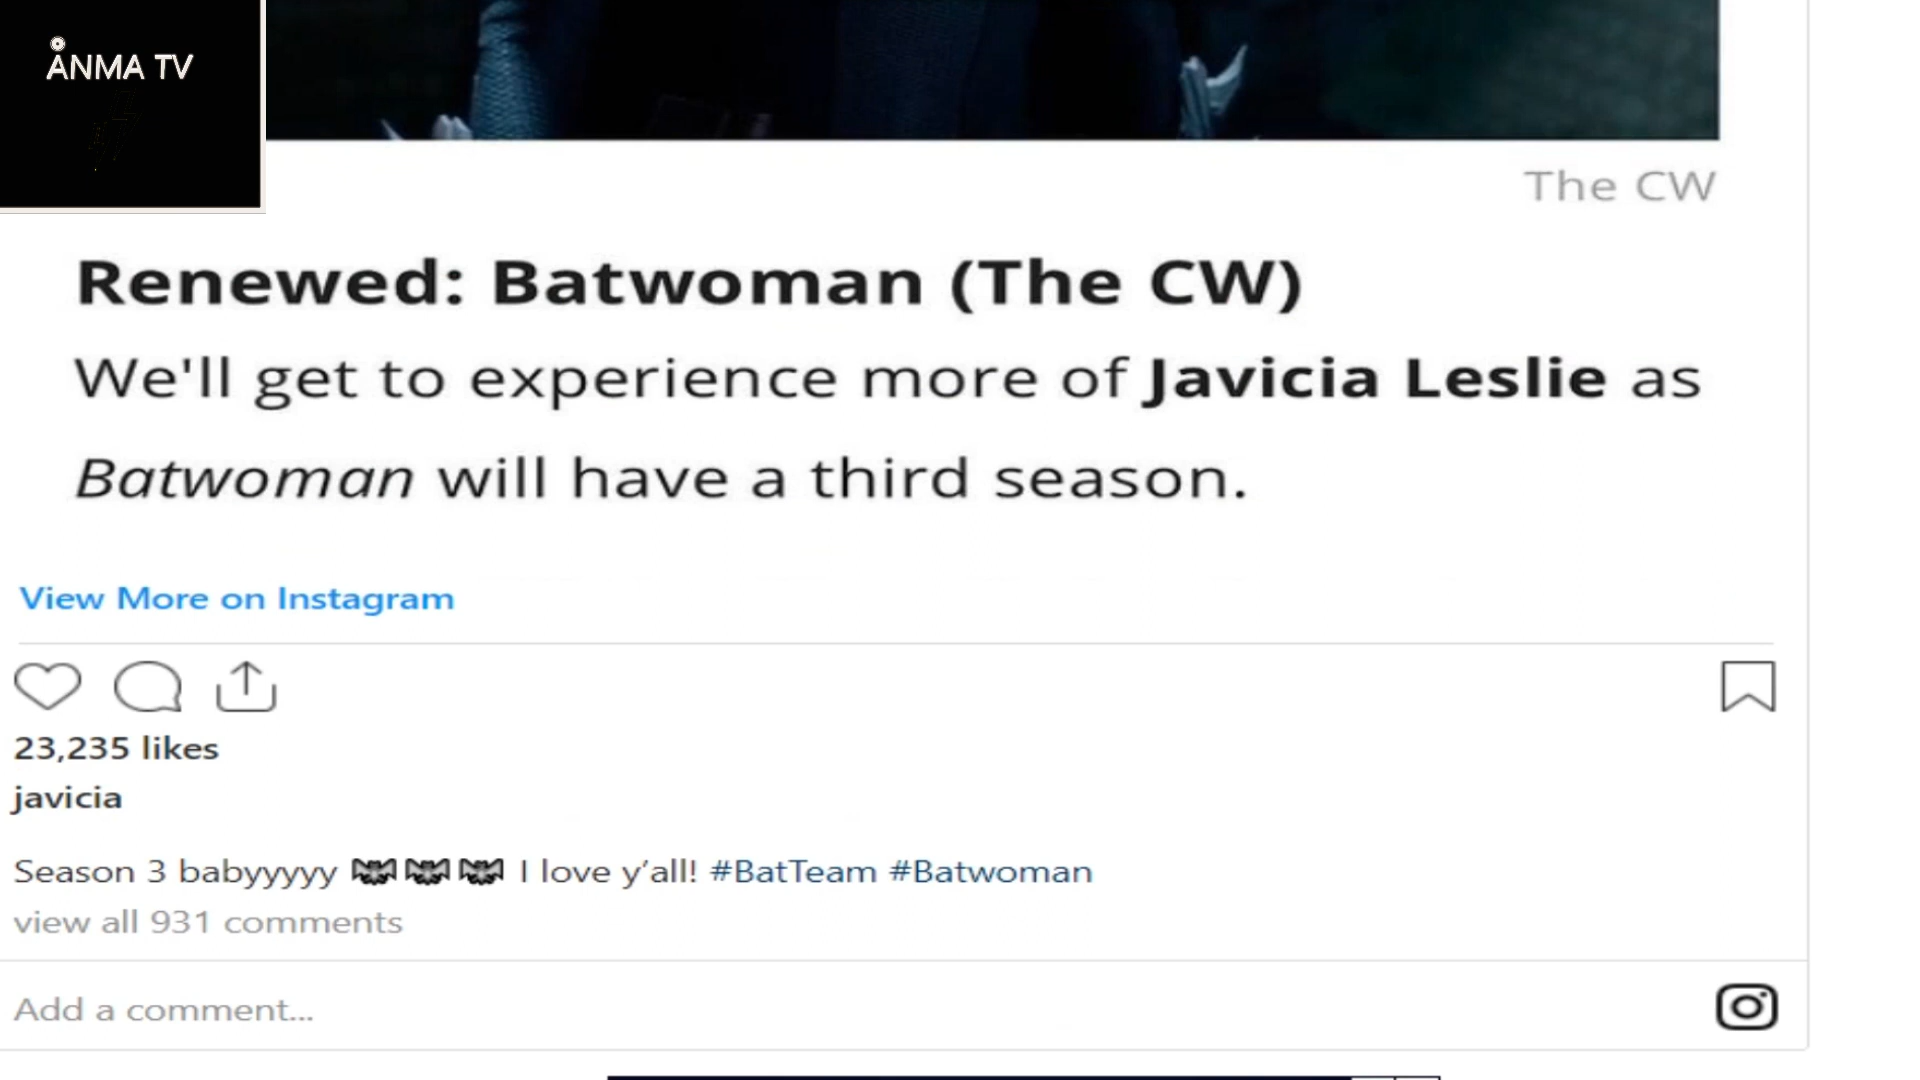 ÅNMA TV
The CW
Renewed: Batwoman (The CW)
We'll get to experience more of Javicia Leslie as
Batwoman will have a third season.
View More on Instagram
23,235 likes
javicia
Season 3 babyyyyy 🦇🦇🦇 I love y’all! #BatTeam #Batwoman
view all 931 comments
Add a comment...